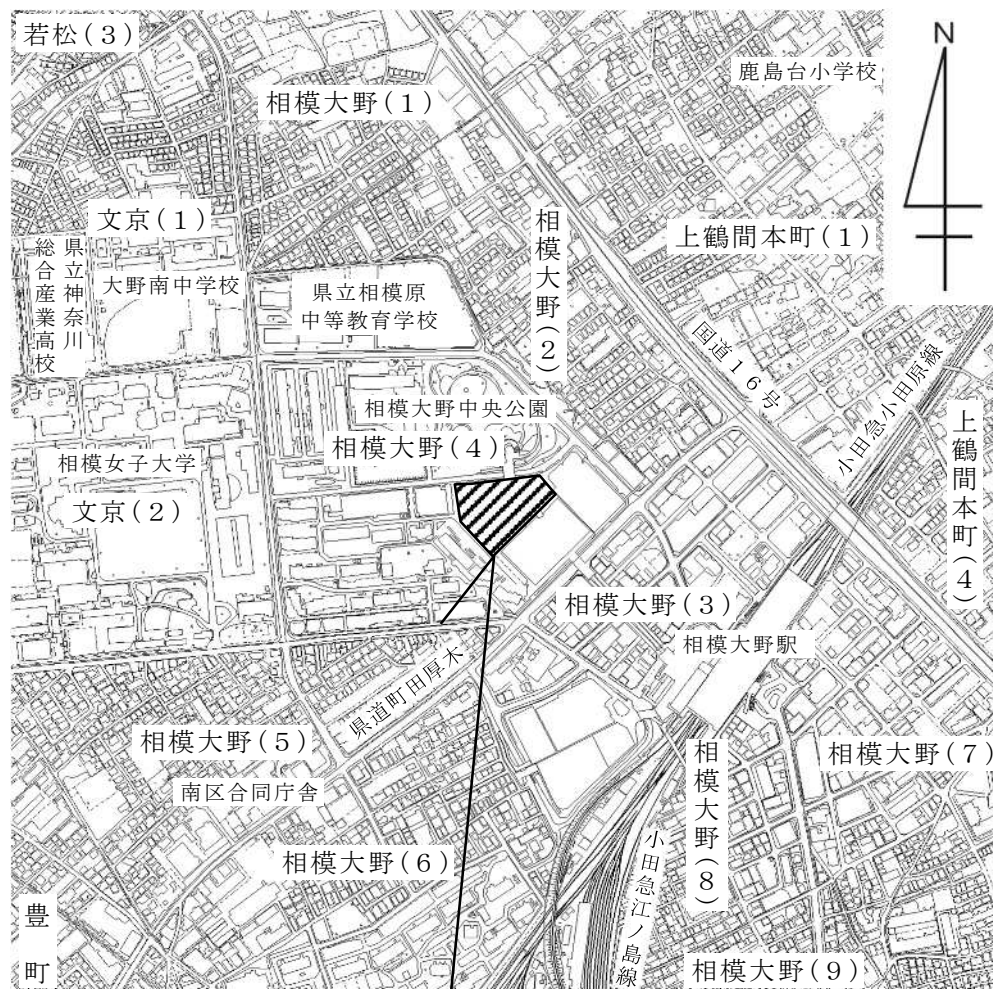 若松(3)
N
鹿島台小学校
相模大野(1)
文京(1)
相模大野(2)
上鶴間本町(1)
県立神奈川
総合産業高校
大野南中学校
県立相模原
中等教育学校
国道16号
小田急小田原線
相模大野中央公園
相模大野(4)
上鶴間本町(4)
相模女子大学
文京(2)
相模大野(3)
相模大野駅
県道町田厚木
相模大野(5)
相模大野(7)
南区合同庁舎
相模大野(8)
小田急江ノ島線
相模大野(6)
豊町
相模大野(9)